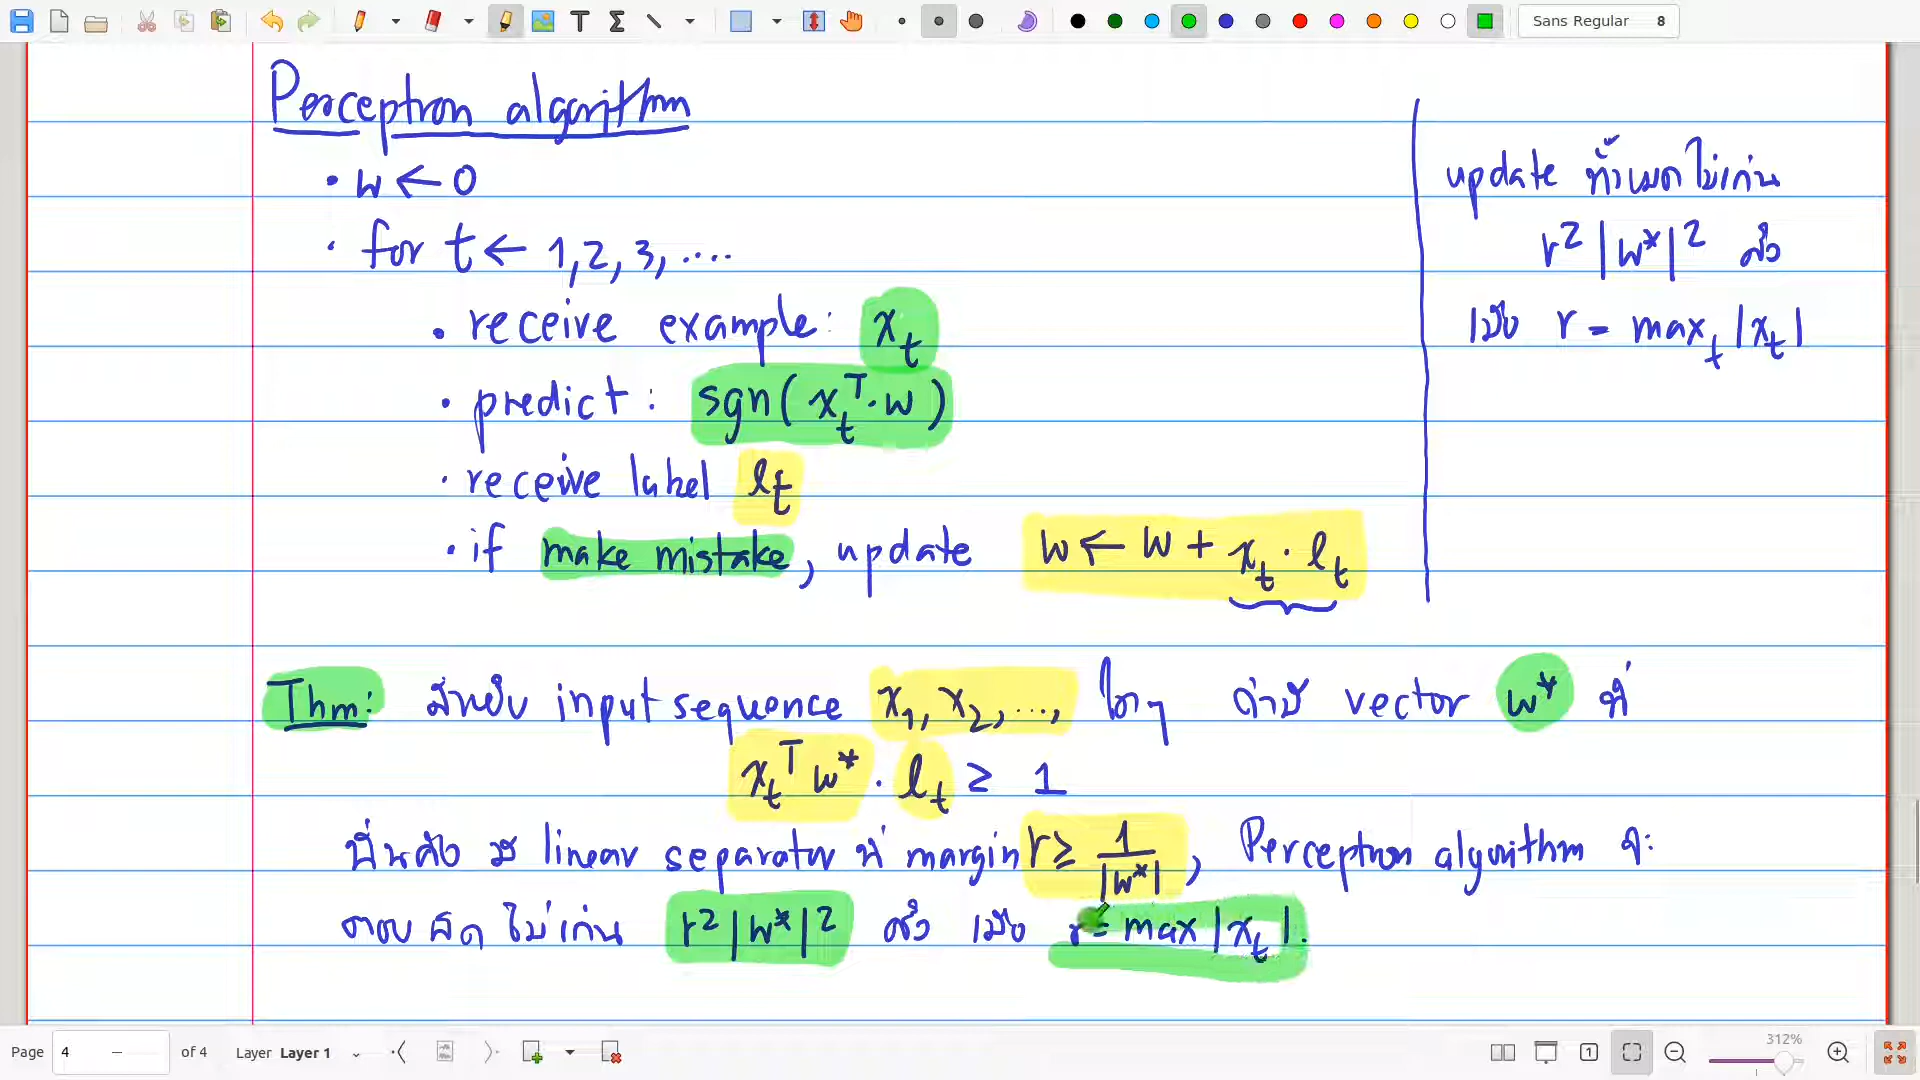 Sans Regular 8
Perceptron algorithm
• w ← 0
• for t ← 1, 2, 3, ....
• receive example: x_t
• predict: sgn( x_t^T · w )
• receive label l_t
• if make mistake, update w ← w + x_t · l_t
update ทั้งหมดไม่เกิน
r² |w*|² ครั้ง
เมื่อ r = max_t |x_t|
Thm: สำหรับ input sequence x₁, x₂, ..., ใดๆ ถ้ามี vector w* ที่
x_t^T w* · l_t ≥ 1
นั่นคือ มี linear separator ที่ margin γ ≥ 1/|w*|, Perceptron algorithm จะ
ตอบผิด ไม่เกิน r² |w*|² ครั้ง เมื่อ r = max |x_t|.
Page 4 of 4 Layer Layer 1 312%